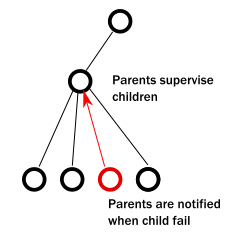 Parents supervise
children
Parents are notified
when child fail